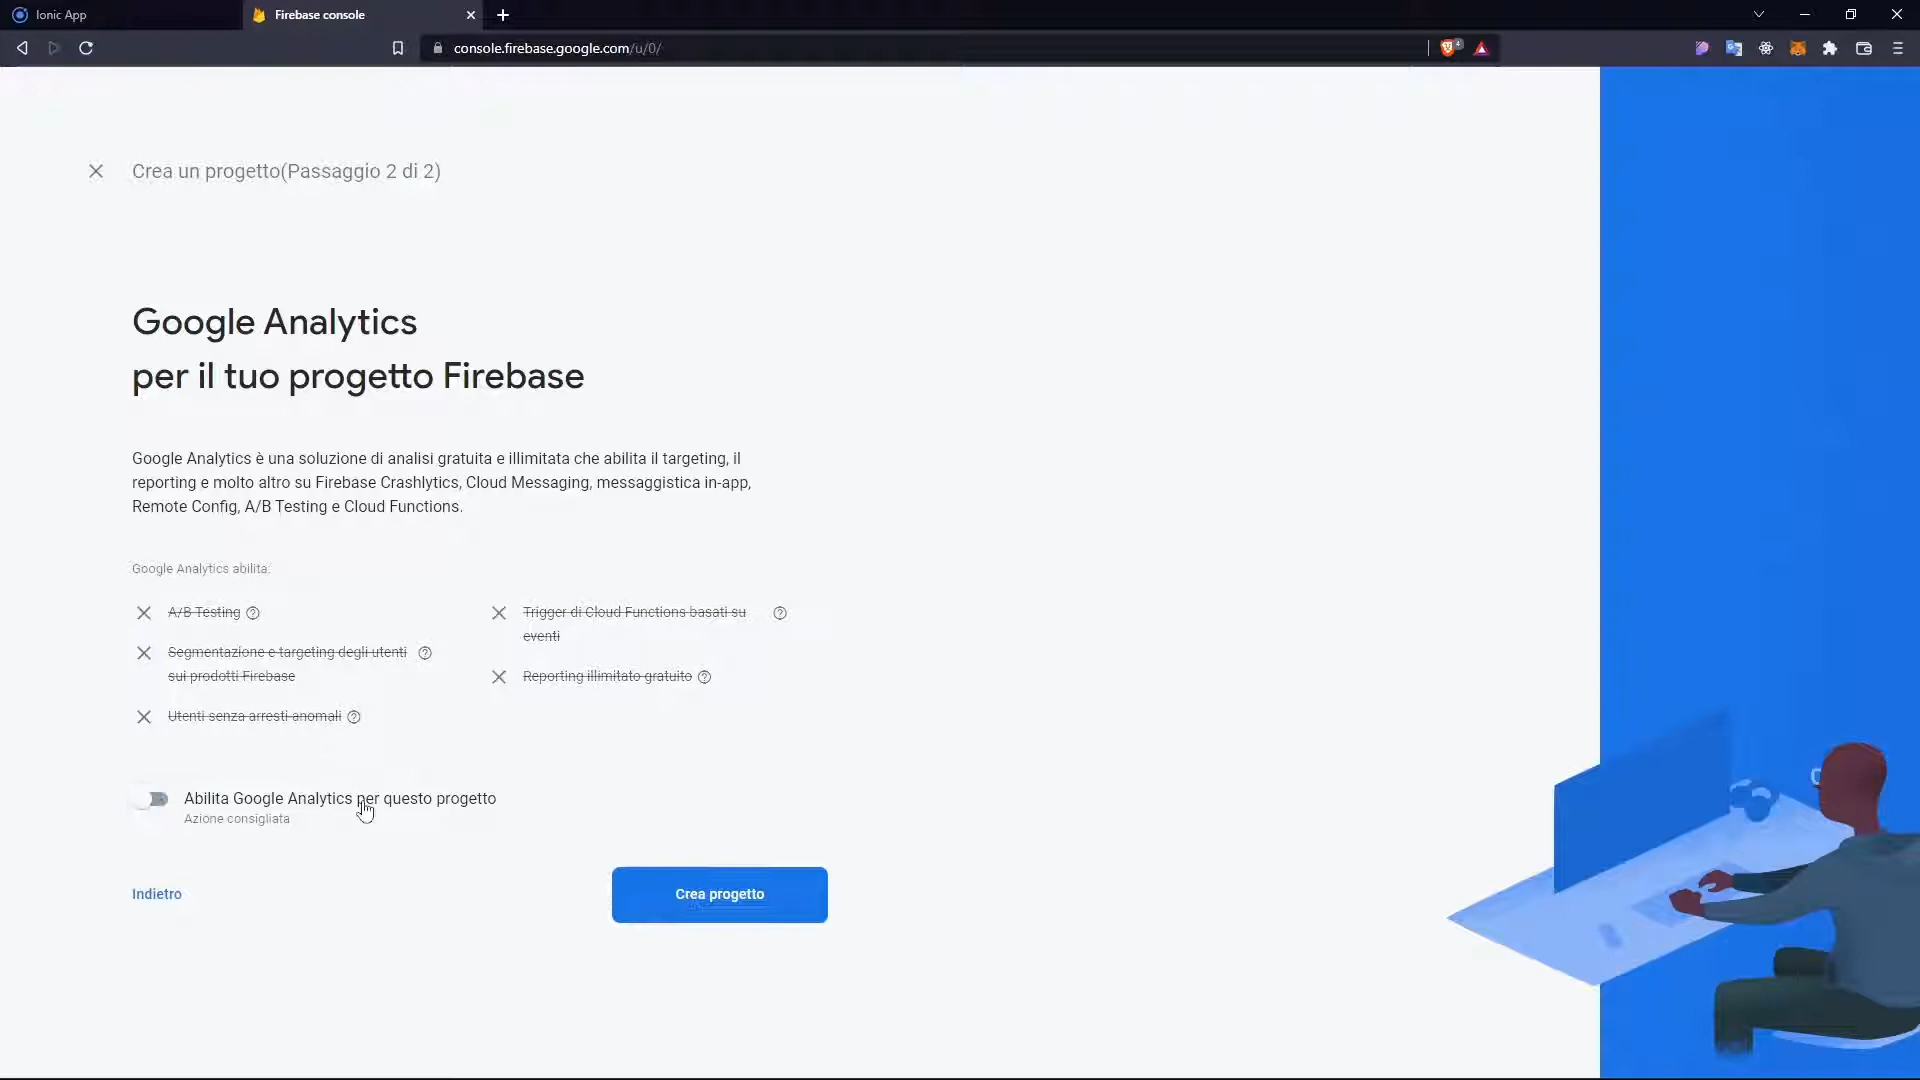 Ionic App
Firebase console
console.firebase.google.com/u/0/
4
Crea un progetto(Passaggio 2 di 2)
Google Analytics
per il tuo progetto Firebase
Google Analytics è una soluzione di analisi gratuita e illimitata che abilita il targeting, il
reporting e molto altro su Firebase Crashlytics, Cloud Messaging, messaggistica in-app,
Remote Config, A/B Testing e Cloud Functions.
Google Analytics abilita:
A/B Testing
Segmentazione e targeting degli utenti
sui prodotti Firebase
Utenti senza arresti anomali
Trigger di Cloud Functions basati su
eventi
Reporting illimitato gratuito
Abilita Google Analytics per questo progetto
Azione consigliata
Indietro
Crea progetto